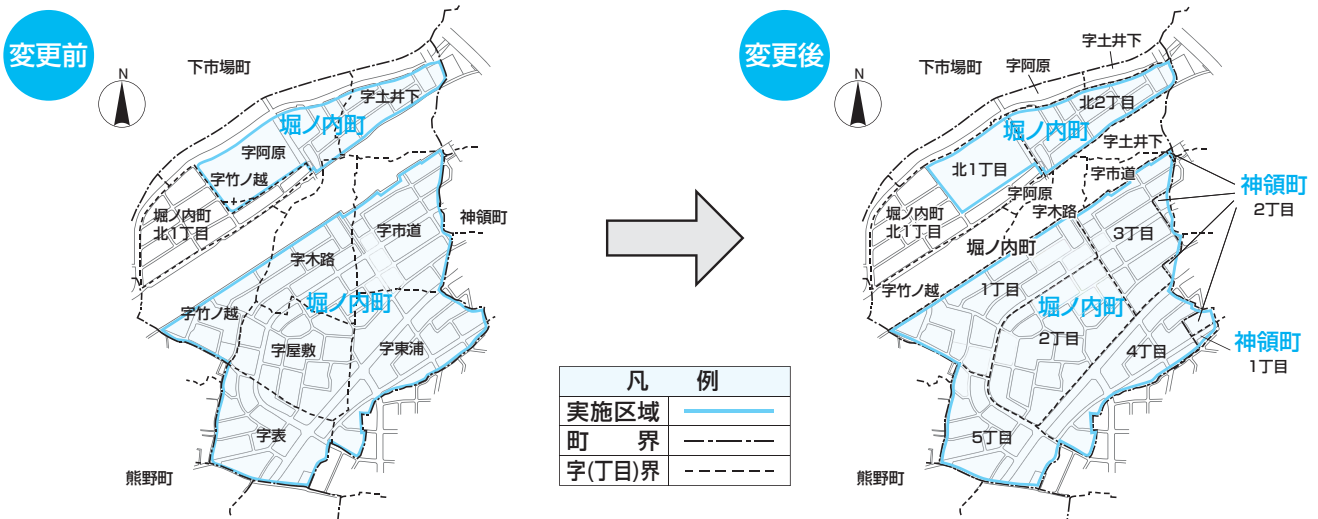 変更前
N
下市場町
字土井下
堀ノ内町
字阿原
字竹ノ越
堀ノ内町
北1丁目
字市道
神領町
字木路
堀ノ内町
字竹ノ越
字屋敷
字東浦
字表
熊野町
凡 例
実施区域
町 界
字(丁目)界
変更後
N
下市場町
字阿原
字土井下
北2丁目
堀ノ内町
字土井下
北1丁目
字市道
字阿原
神領町
2丁目
堀ノ内町
北1丁目
字木路
3丁目
堀ノ内町
字竹ノ越
1丁目
堀ノ内町
2丁目
4丁目
神領町
1丁目
5丁目
熊野町